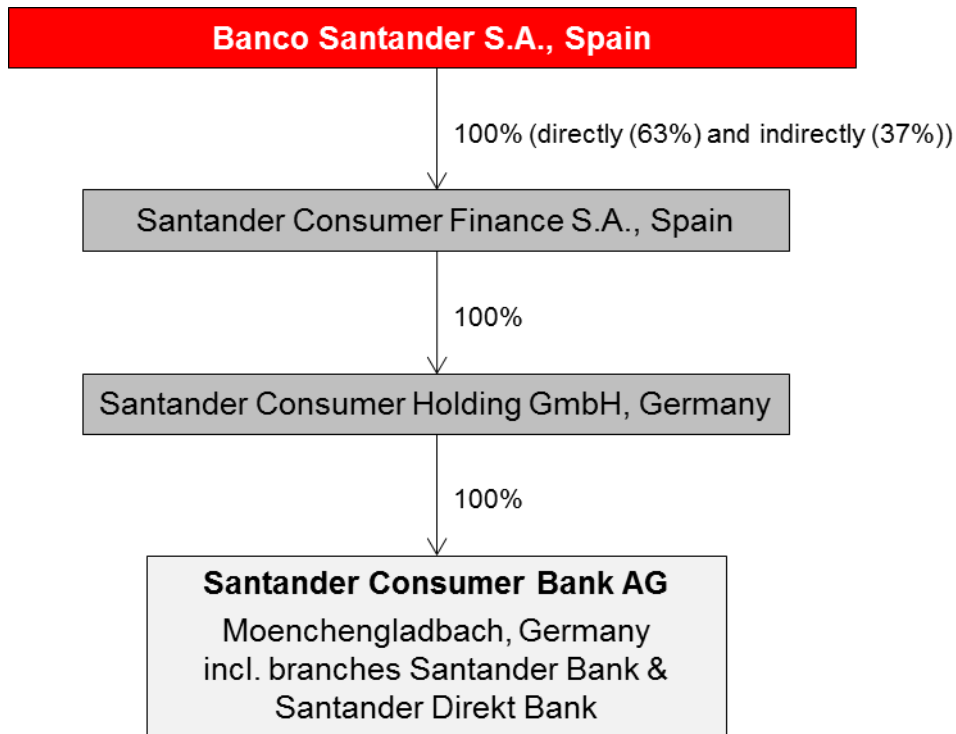 Banco Santander S.A., Spain
100% (directly (63%) and indirectly (37%))
Santander Consumer Finance S.A., Spain
100%
Santander Consumer Holding GmbH, Germany
100%
Santander Consumer Bank AG
Moenchengladbach, Germany
incl. branches Santander Bank &
Santander Direkt Bank